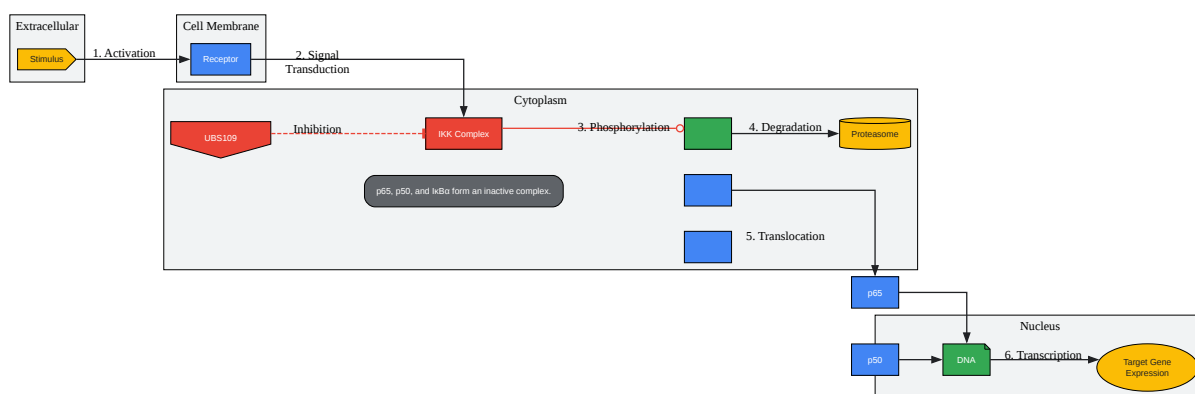 Extracellular
Cell Membrane
Stimulus
1. Activation
Receptor
2. Signal
Transduction
Cytoplasm
UBS109
Inhibition
IKK Complex
3. Phosphorylation
4. Degradation
Proteasome
p65, p50, and IκBα form an inactive complex.
5. Translocation
p65
Nucleus
p50
DNA
6. Transcription
Target Gene
Expression